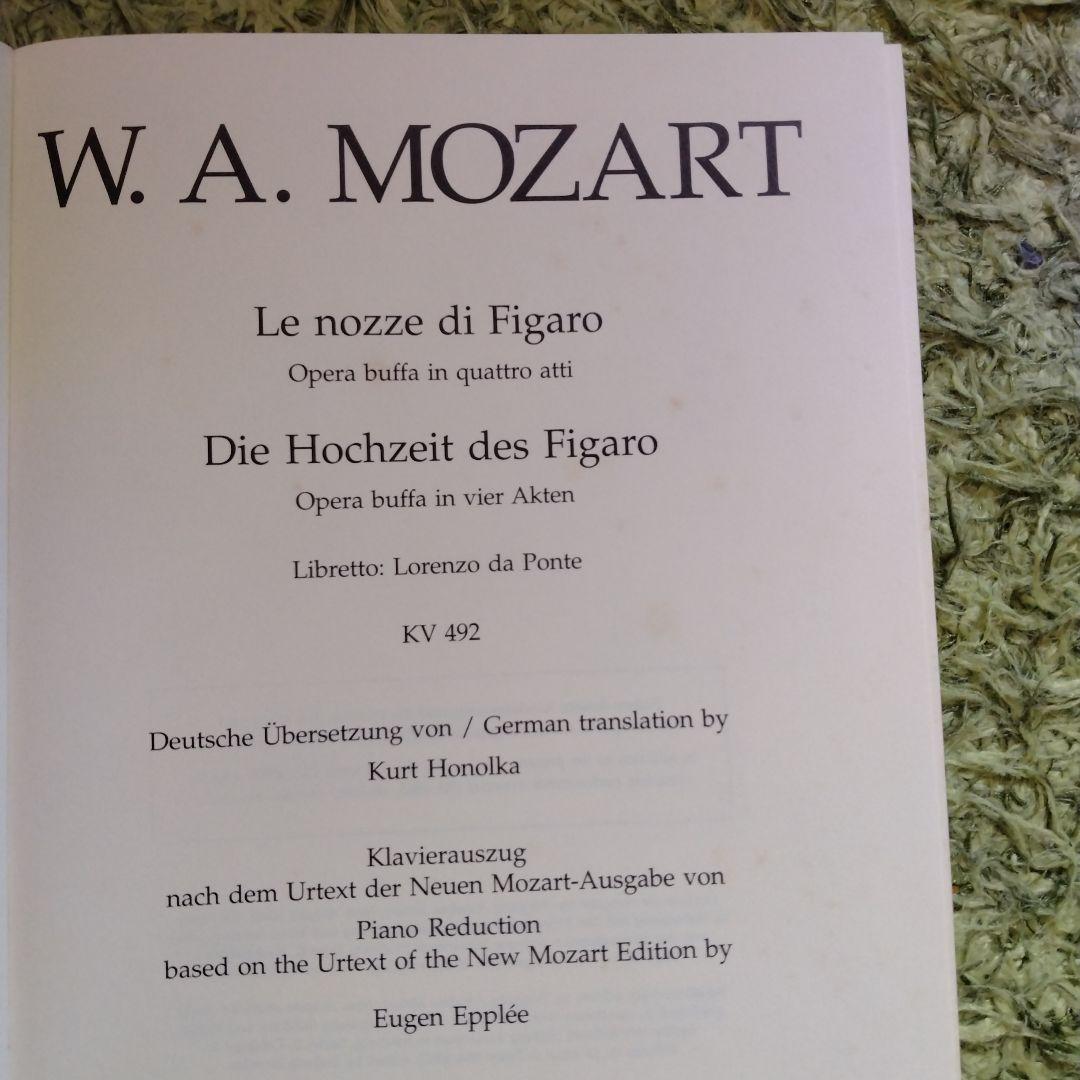 W. A. MOZART
Le nozze di Figaro
Opera buffa in quattro atti
Die Hochzeit des Figaro
Opera buffa in vier Akten
Libretto: Lorenzo da Ponte
KV 492
Deutsche Übersetzung von / German translation by
Kurt Honolka
Klavierauszug
nach dem Urtext der Neuen Mozart-Ausgabe von
Piano Reduction
based on the Urtext of the New Mozart Edition by
Eugen Epplée